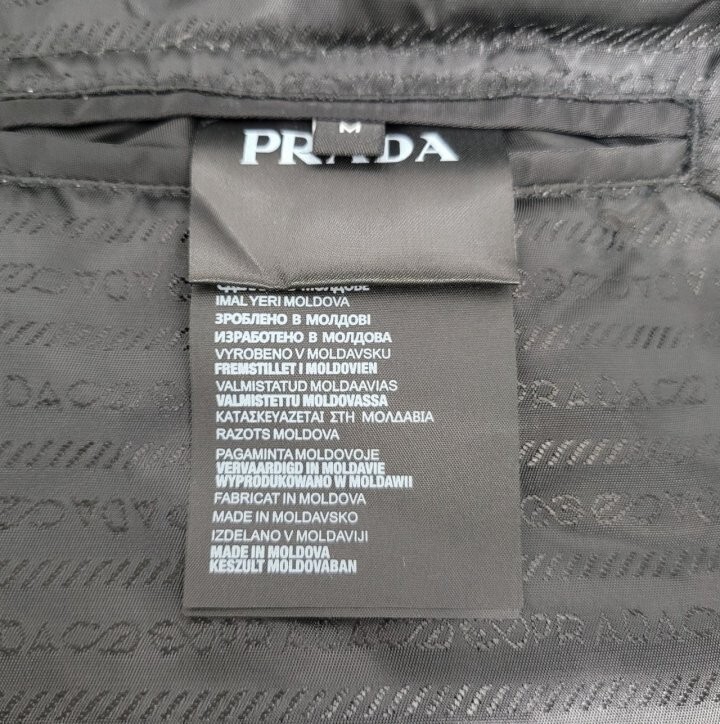 M
PRADA
IMAL YERI MOLDOVA
ЗРОБЛЕНО В МОЛДОВІ
ИЗРАБОТЕНО В МОЛДОВА
VYROBENO V MOLDAVSKU
FREMSTILLET I MOLDOVIEN
VALMISTATUD MOLDAAVIAS
VALMISTETTU MOLDOVASSA
ΚΑΤΑΣΚΕΥΑΖΕΤΑΙ ΣΤΗ ΜΟΛΔΑΒΙΑ
RAZOTS MOLDOVA
PAGAMINTA MOLDOVOJE
VERVAARDIGD IN MOLDAVIE
WYPRODUKOWANO W MOLDAWII
FABRICAT IN MOLDOVA
MADE IN MOLDAVSKO
IZDELANO V MOLDAVIJI
MADE IN MOLDOVA
KESZULT MOLDOVABAN